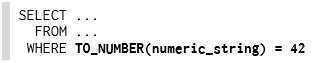 SELECT ...
FROM ...
WHERE TO_NUMBER(numeric_string) = 42